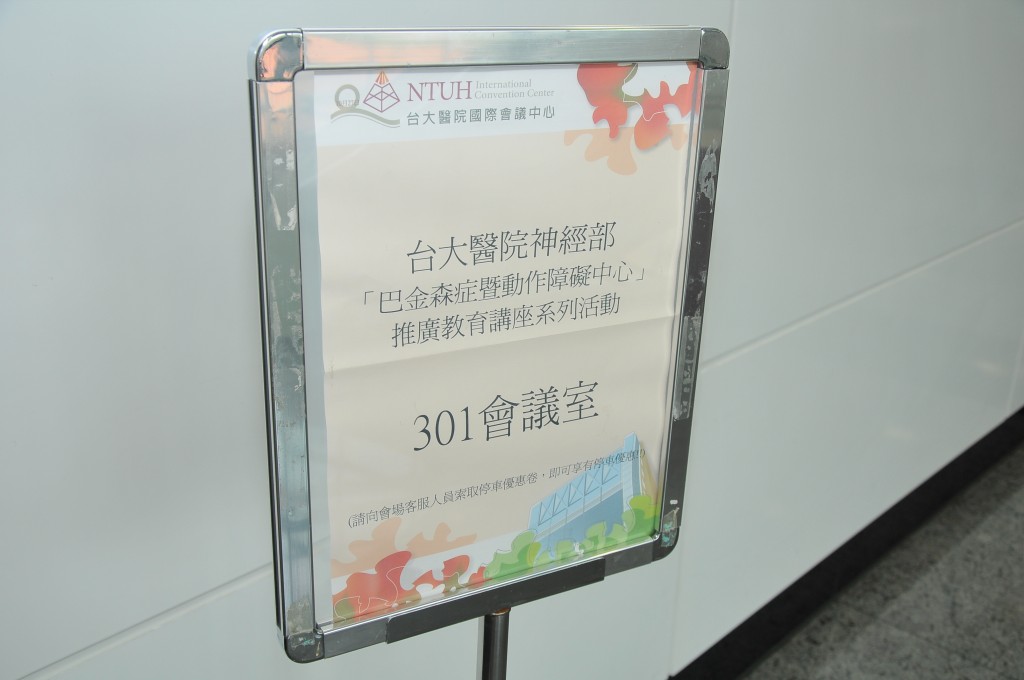 NTUH International
Convention Center
台大醫院國際會議中心
台大醫院神經部
「巴金森症暨動作障礙中心」
推廣教育講座系列活動
301會議室
(請向會場客服人員索取停車優惠卷，即可享有停車優惠!!)